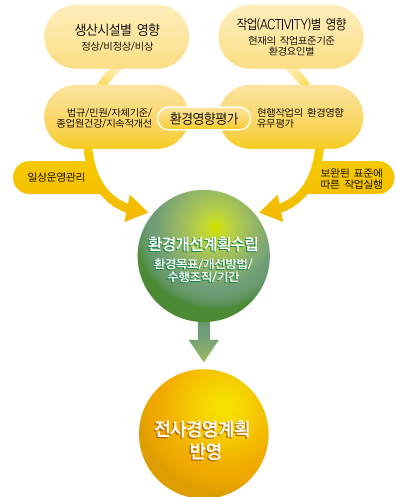 생산시설별 영향
정상/비정상/비상
작업(ACTIVITY)별 영향
현재의 작업표준기준
환경요인별
법규/민원/자체기준/
종업원건강/지속적개선
환경영향평가
현행작업의 환경영향
유무평가
일상운영관리
보완된 표준에
따른 작업실행
환경개선계획수립
환경목표/개선방법/
수행조직/기간
전사경영계획
반영